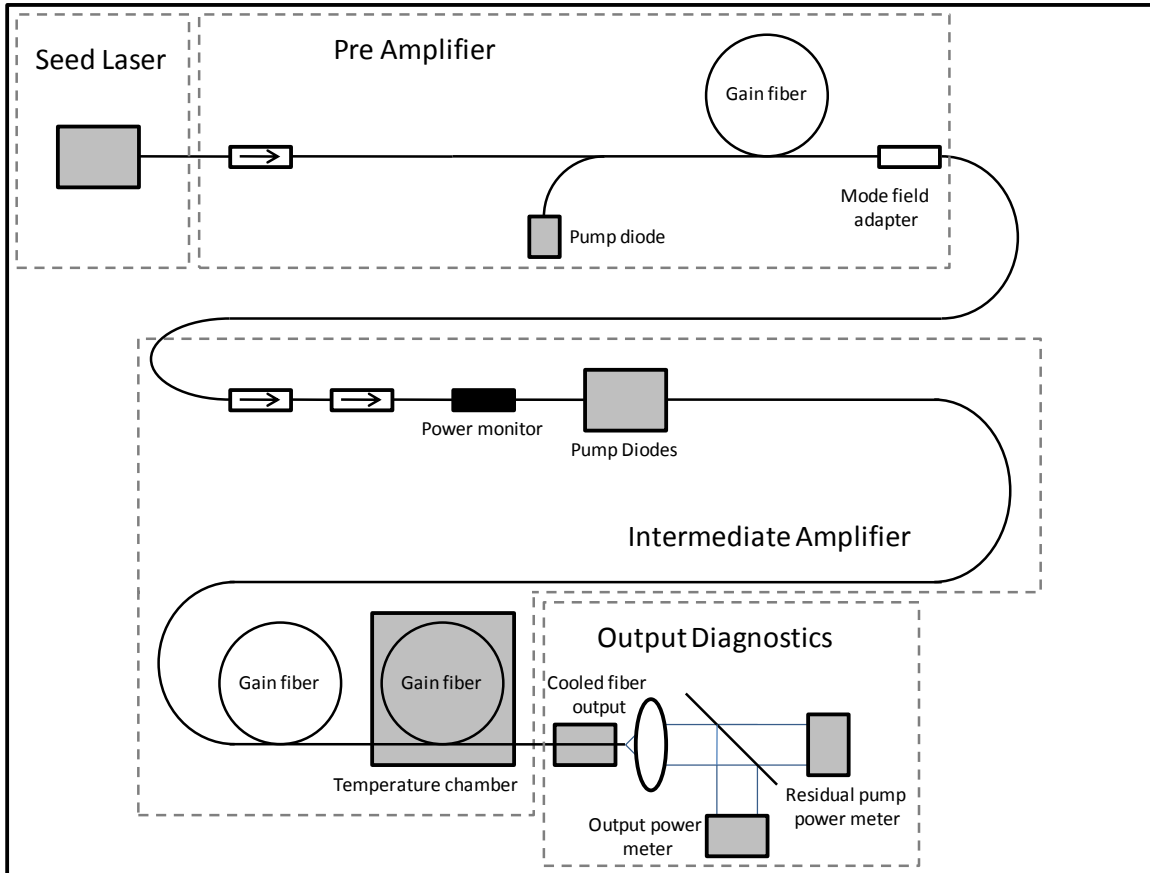 Seed Laser
Pre Amplifier
Gain fiber
Mode field
adapter
Pump diode
Power monitor
Pump Diodes
Intermediate Amplifier
Gain fiber
Gain fiber
Temperature chamber
Output Diagnostics
Cooled fiber
output
Residual pump
power meter
Output power
meter